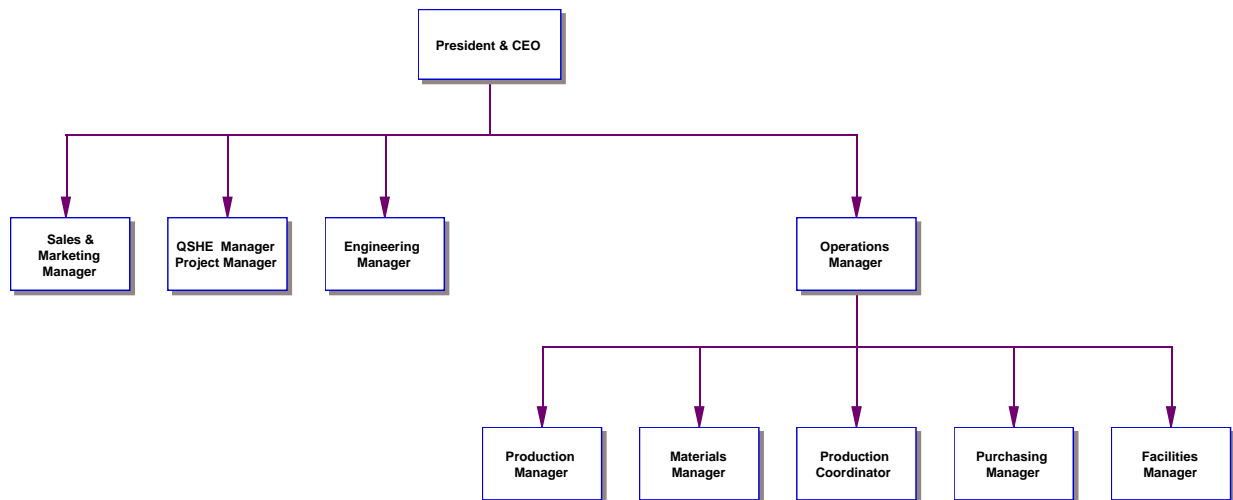 President & CEO
Sales &
Marketing
Manager
QSHE Manager
Project Manager
Engineering
Manager
Operations
Manager
Production
Manager
Materials
Manager
Production
Coordinator
Purchasing
Manager
Facilities
Manager